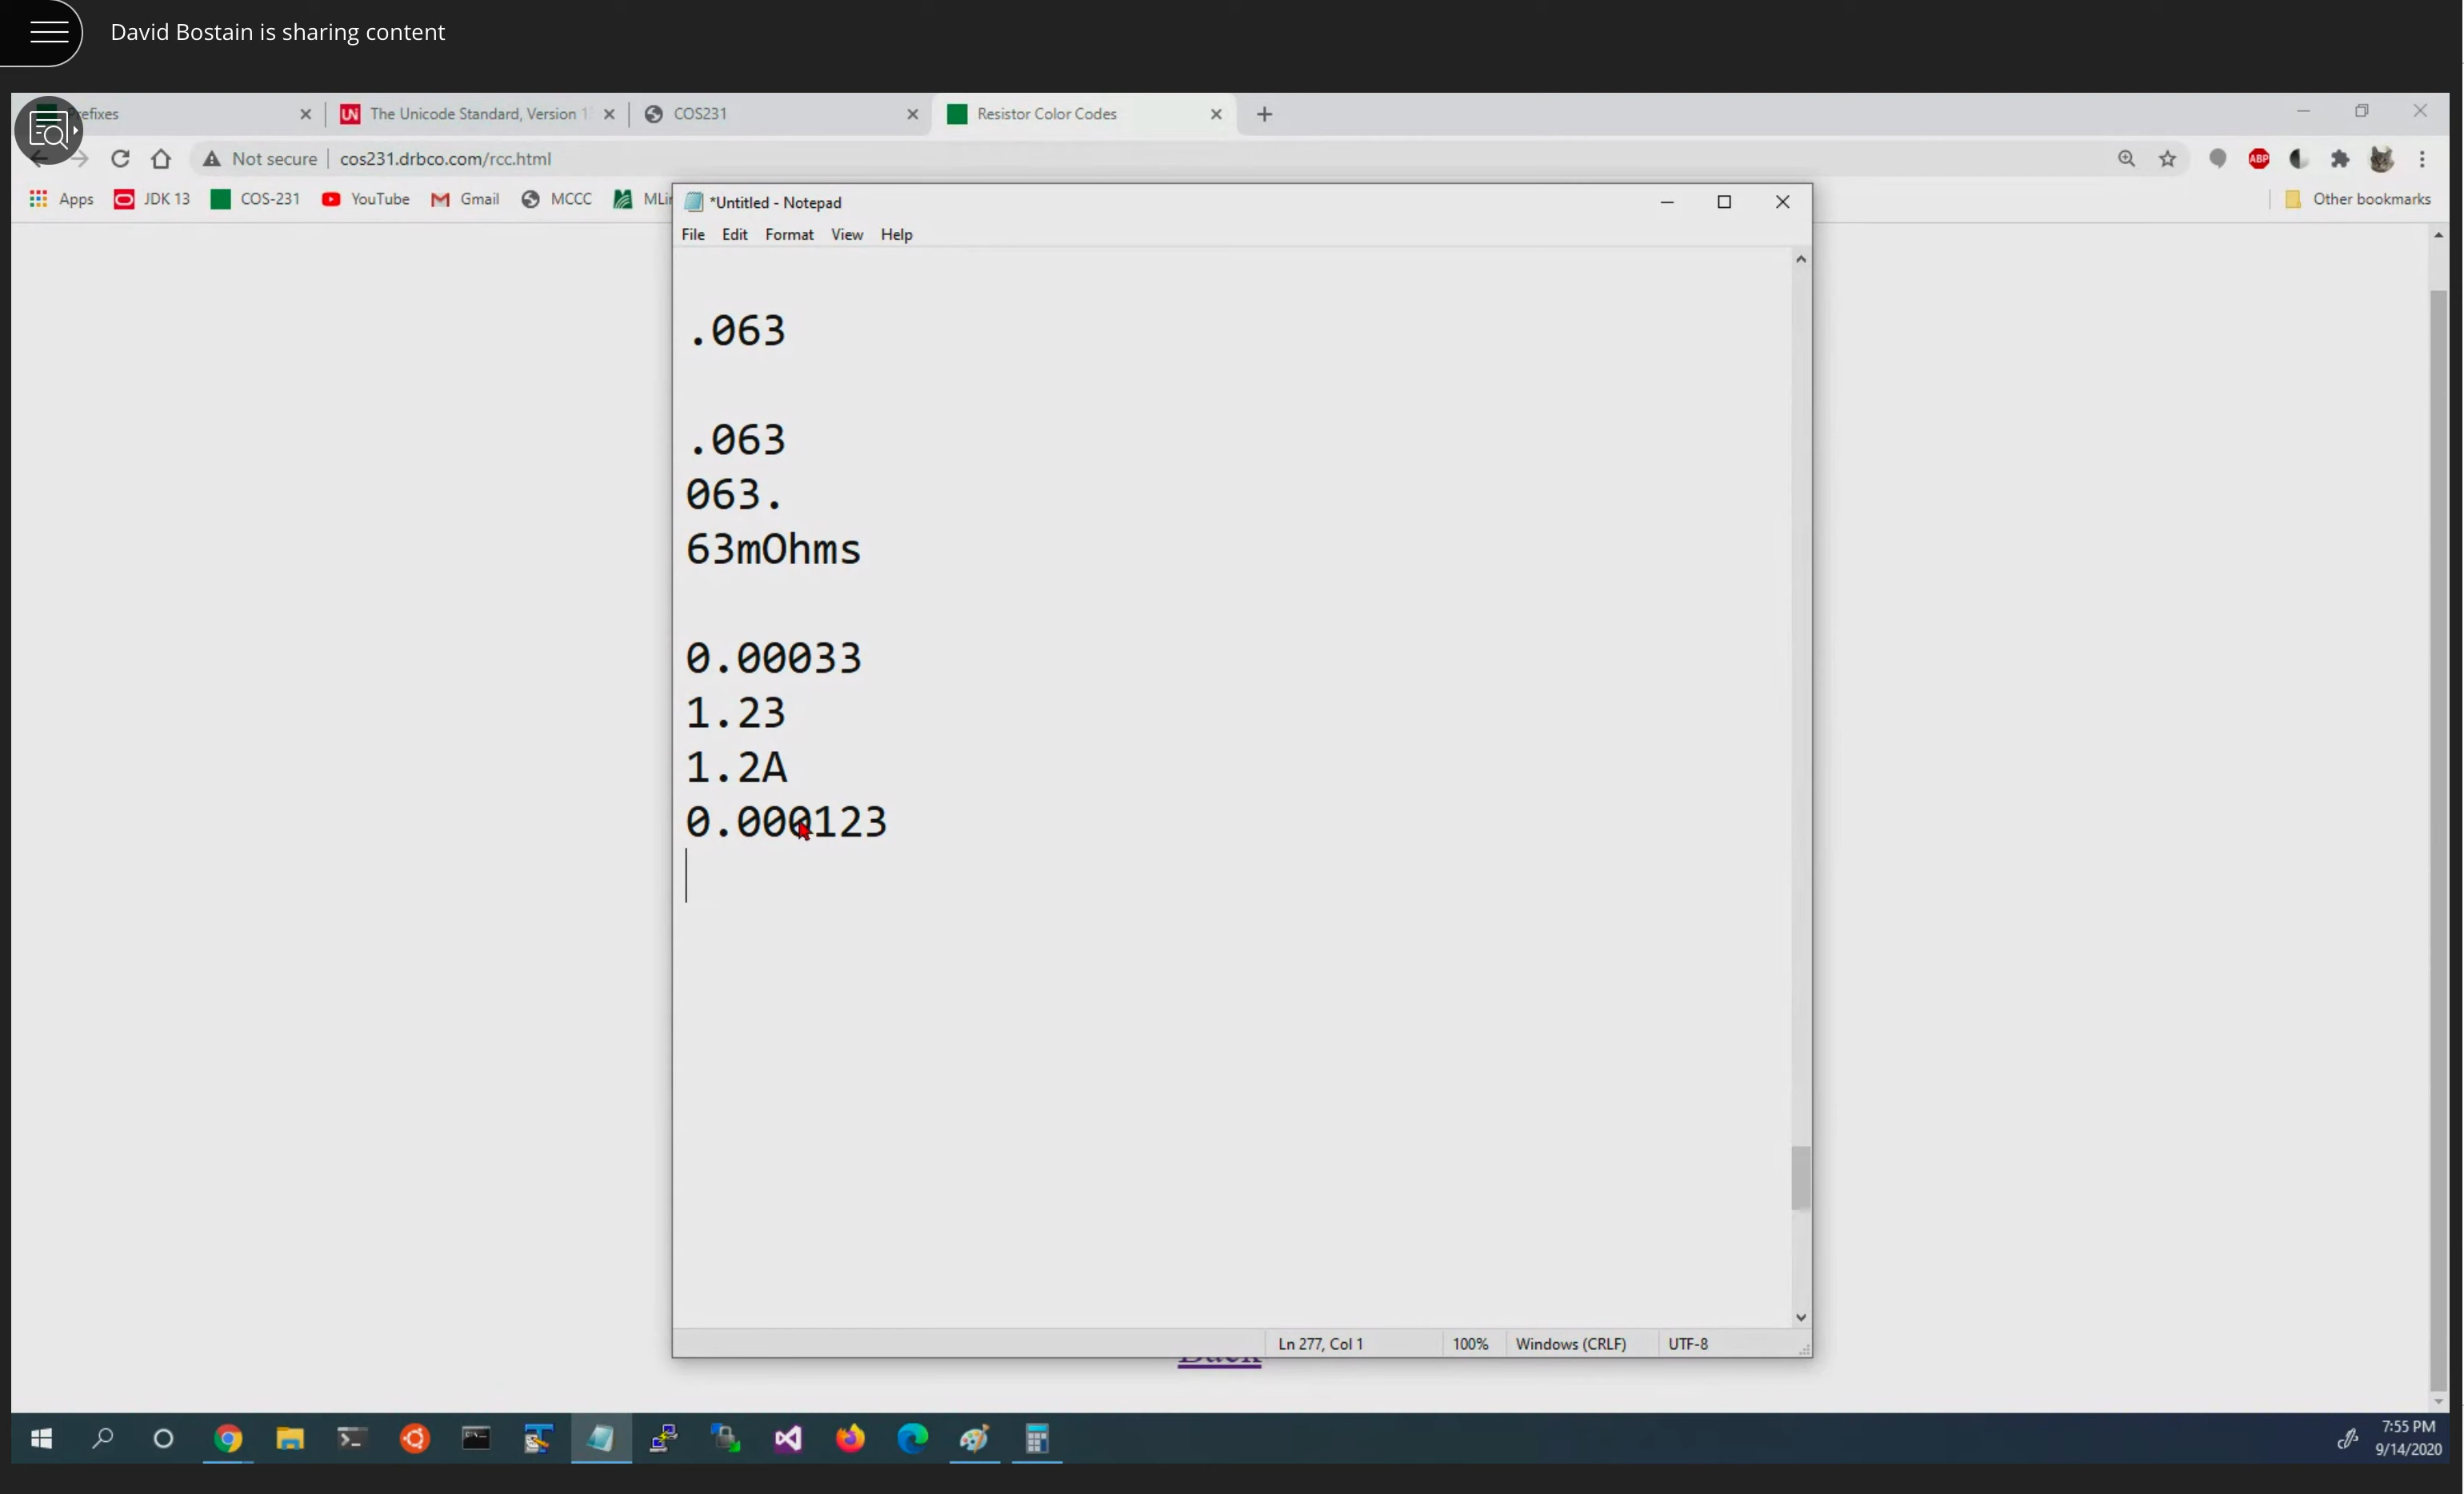 David Bostain is sharing content
efixes
The Unicode Standard, Version 1
COS231
Resistor Color Codes
Not secure
cos231.drbco.com/rcc.html
ABP
Apps
JDK 13
COS-231
YouTube
Gmail
MCCC
MLi
Other bookmarks
*Untitled - Notepad
File Edit Format View Help
.063
.063
063.
63mOhms
0.00033
1.23
1.2A
0.000123
Ln 277, Col 1
100%
Windows (CRLF)
UTF-8
7:55 PM
9/14/2020